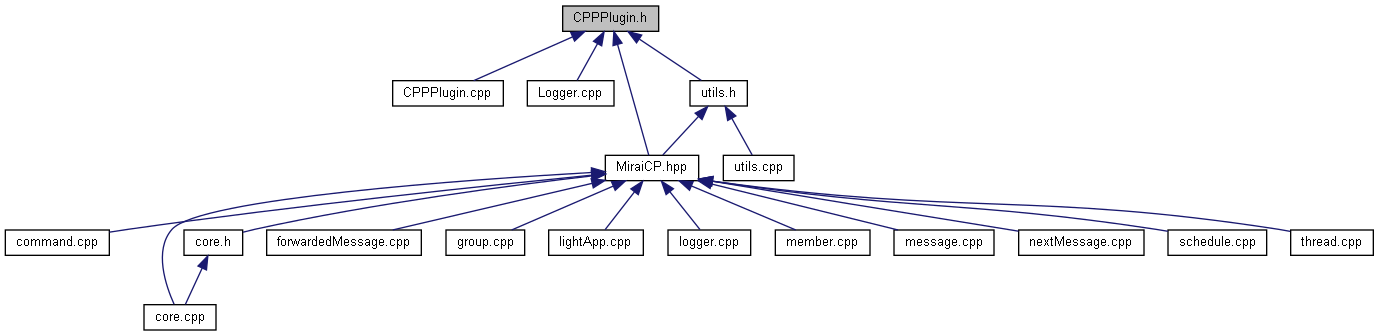 CPPPlugin.h
CPPPlugin.cpp
Logger.cpp
utils.h
MiraiCP.hpp
utils.cpp
command.cpp
core.h
forwardedMessage.cpp
group.cpp
lightApp.cpp
logger.cpp
member.cpp
message.cpp
nextMessage.cpp
schedule.cpp
thread.cpp
core.cpp